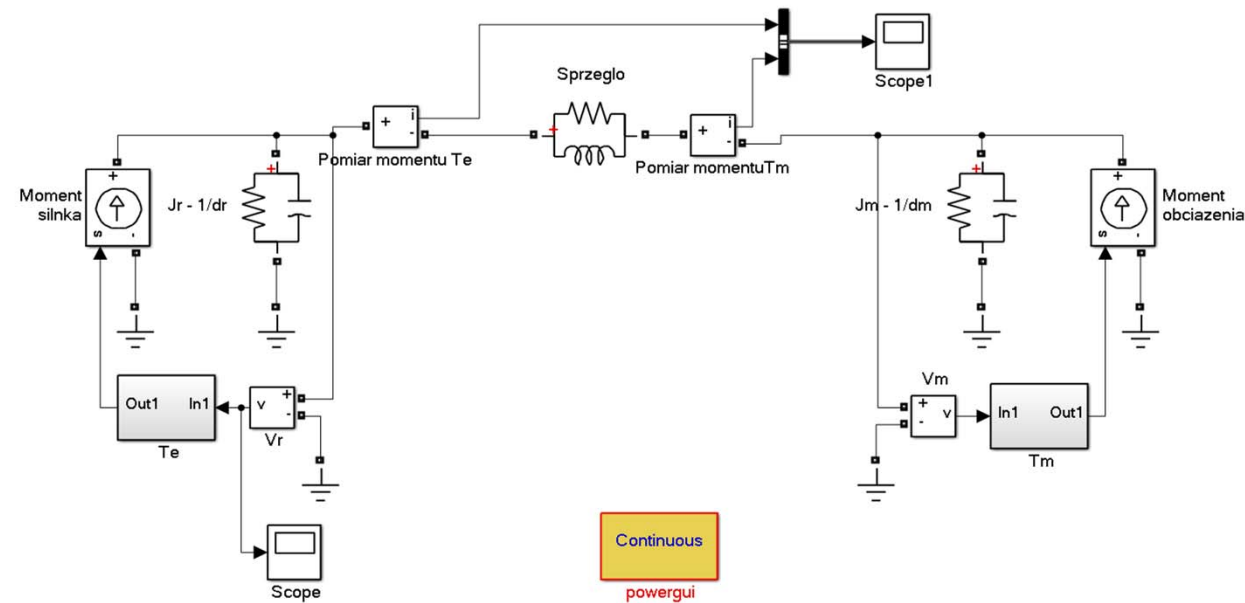 Scope1
Sprzeglo
+
i
-
Pomiar momentu Te
+
i
-
Pomiar momentuTm
Moment
silnka
+
s
-
Jr - 1/dr
+
+
Jm - 1/dm
+
s
-
Moment
obciazenia
+
Out1
In1
Te
v
+
-
Vr
Vm
+
-
v
In1
Out1
Tm
Scope
Continuous
powergui